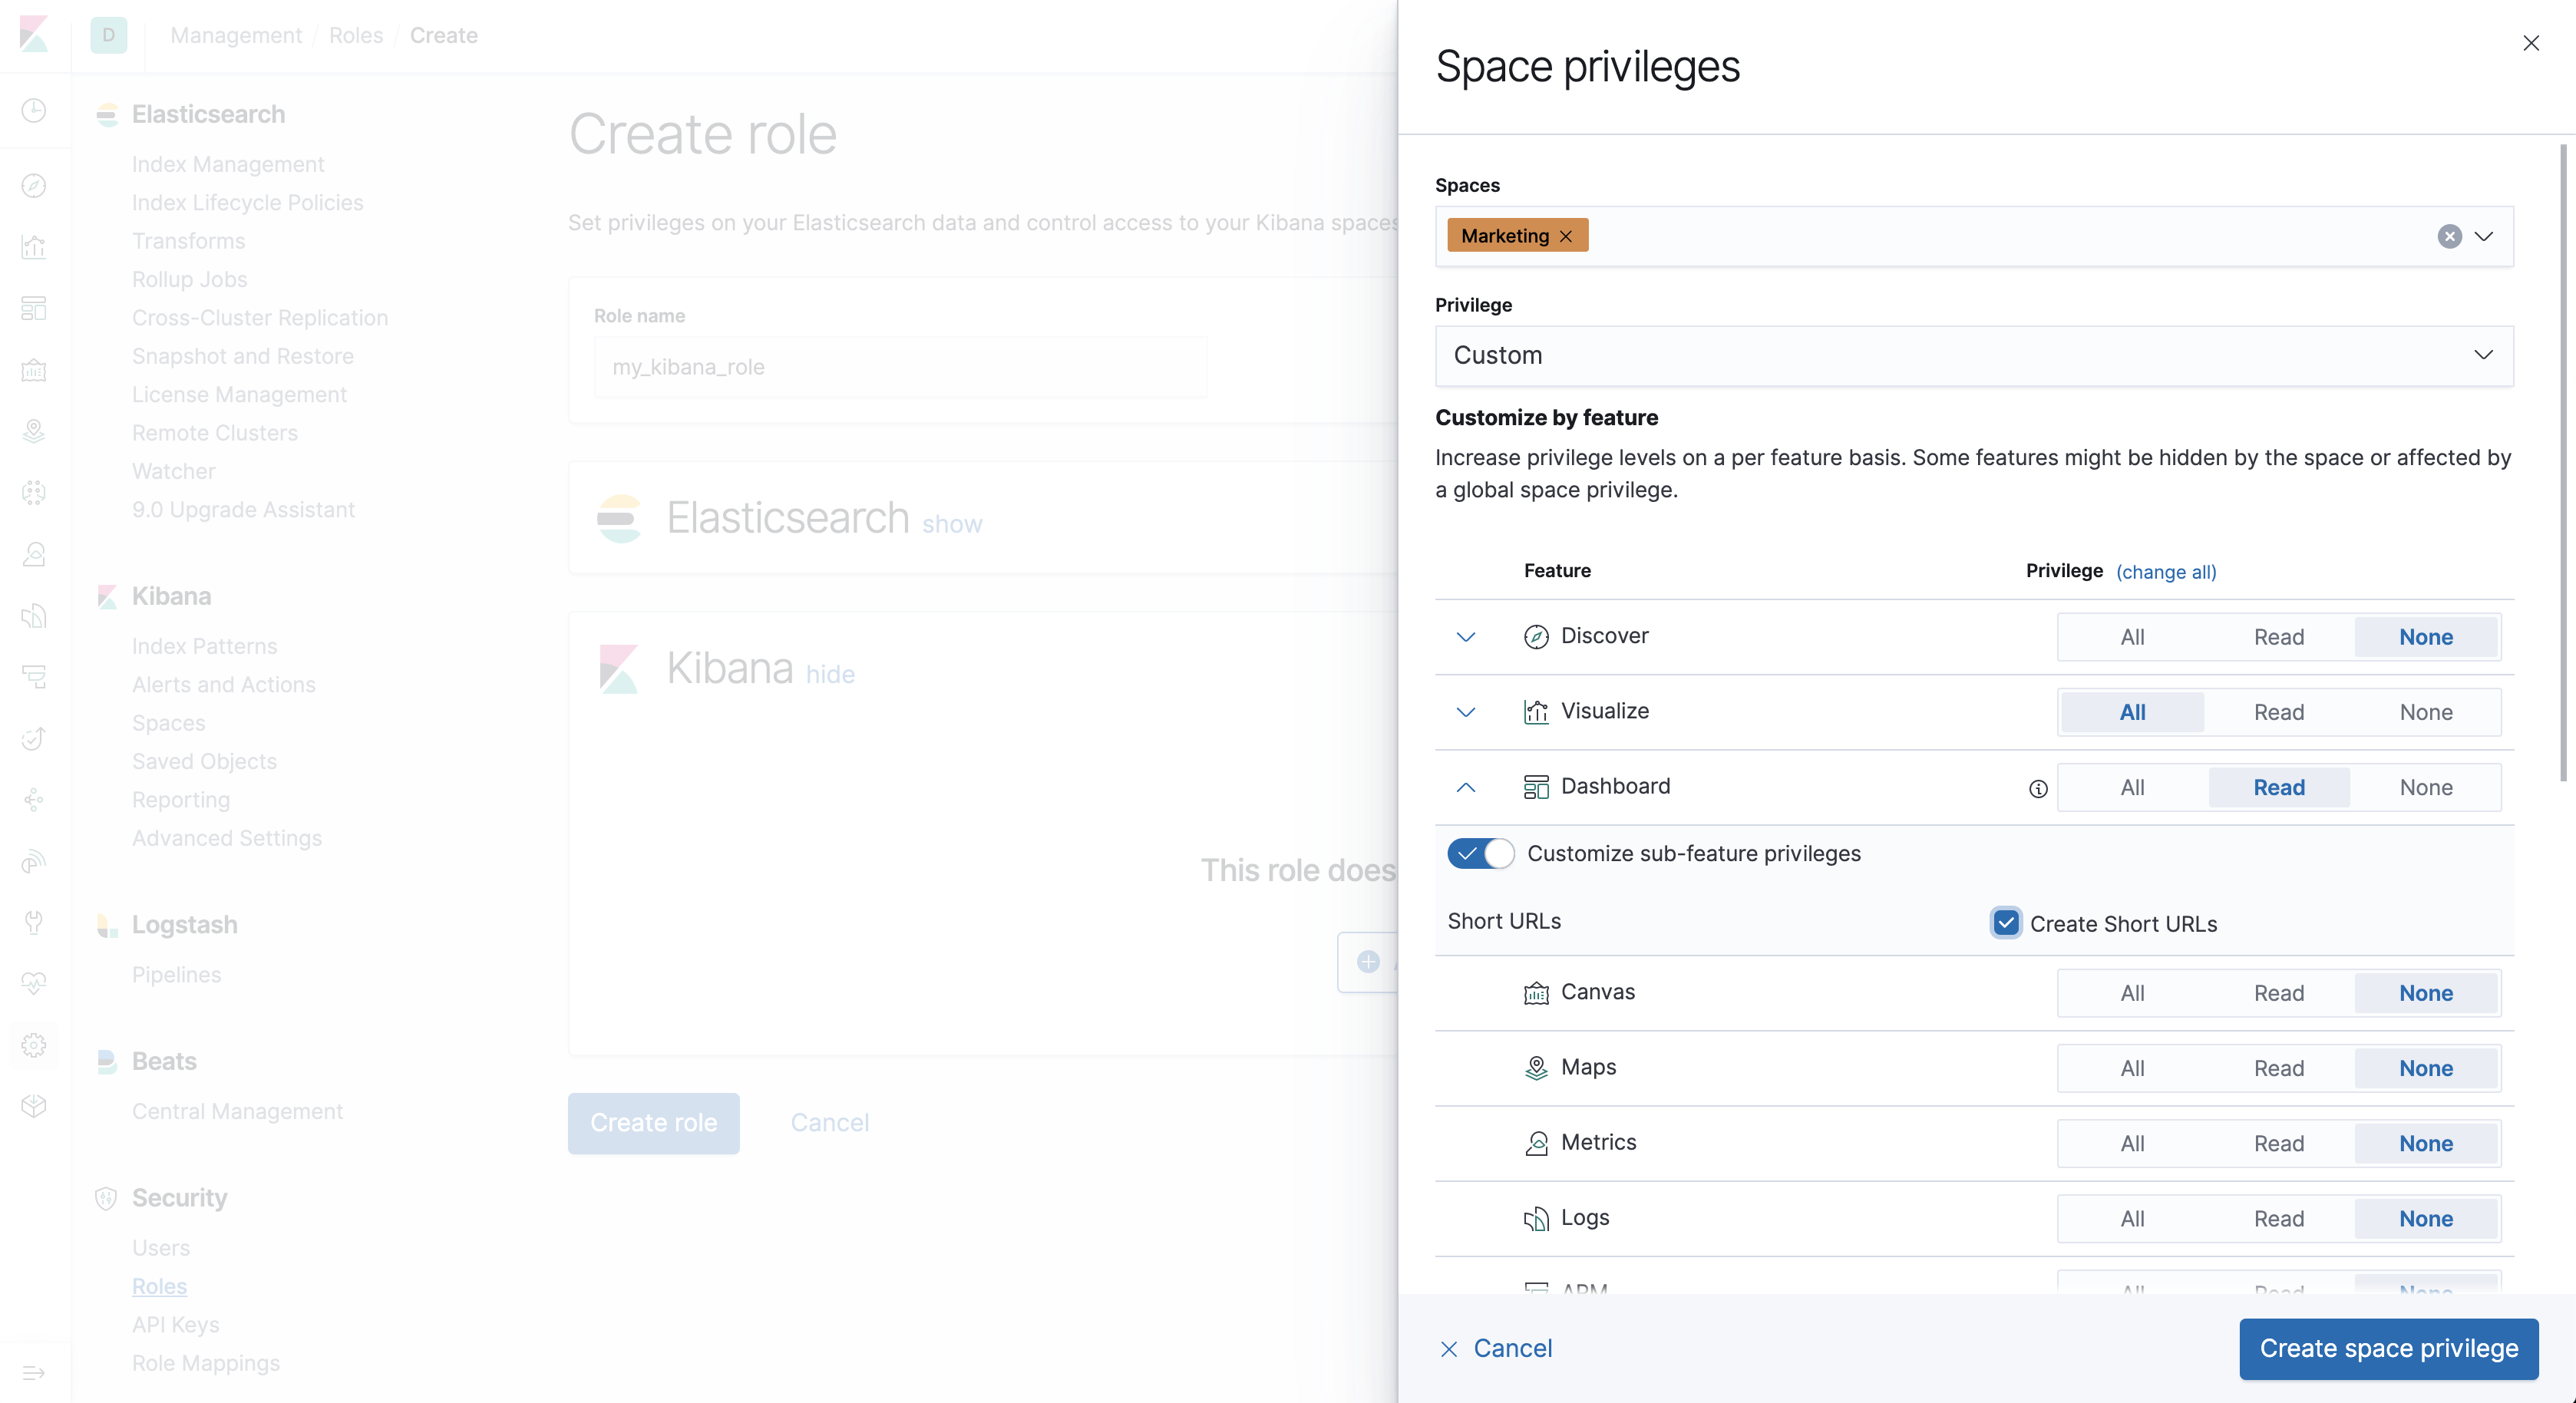 D
Management / Roles / Create
Elasticsearch
Index Management
Index Lifecycle Policies
Transforms
Rollup Jobs
Cross-Cluster Replication
Snapshot and Restore
License Management
Remote Clusters
Watcher
9.0 Upgrade Assistant
Kibana
Index Patterns
Alerts and Actions
Spaces
Saved Objects
Reporting
Advanced Settings
Logstash
Pipelines
Beats
Central Management
Security
Users
Roles
API Keys
Role Mappings
Create role
Set privileges on your Elasticsearch data and control access to your Kibana spaces
Role name
my_kibana_role
Elasticsearch show
Kibana hide
This role does
Create role Cancel
Space privileges
Spaces
Marketing
Privilege
Custom
Customize by feature
Increase privilege levels on a per feature basis. Some features might be hidden by the space or affected by
a global space privilege.
Feature Privilege (change all)
Discover All Read None
Visualize All Read None
Dashboard All Read None
Customize sub-feature privileges
Short URLs Create Short URLs
Canvas All Read None
Maps All Read None
Metrics All Read None
Logs All Read None
APM All Read None
Cancel Create space privilege